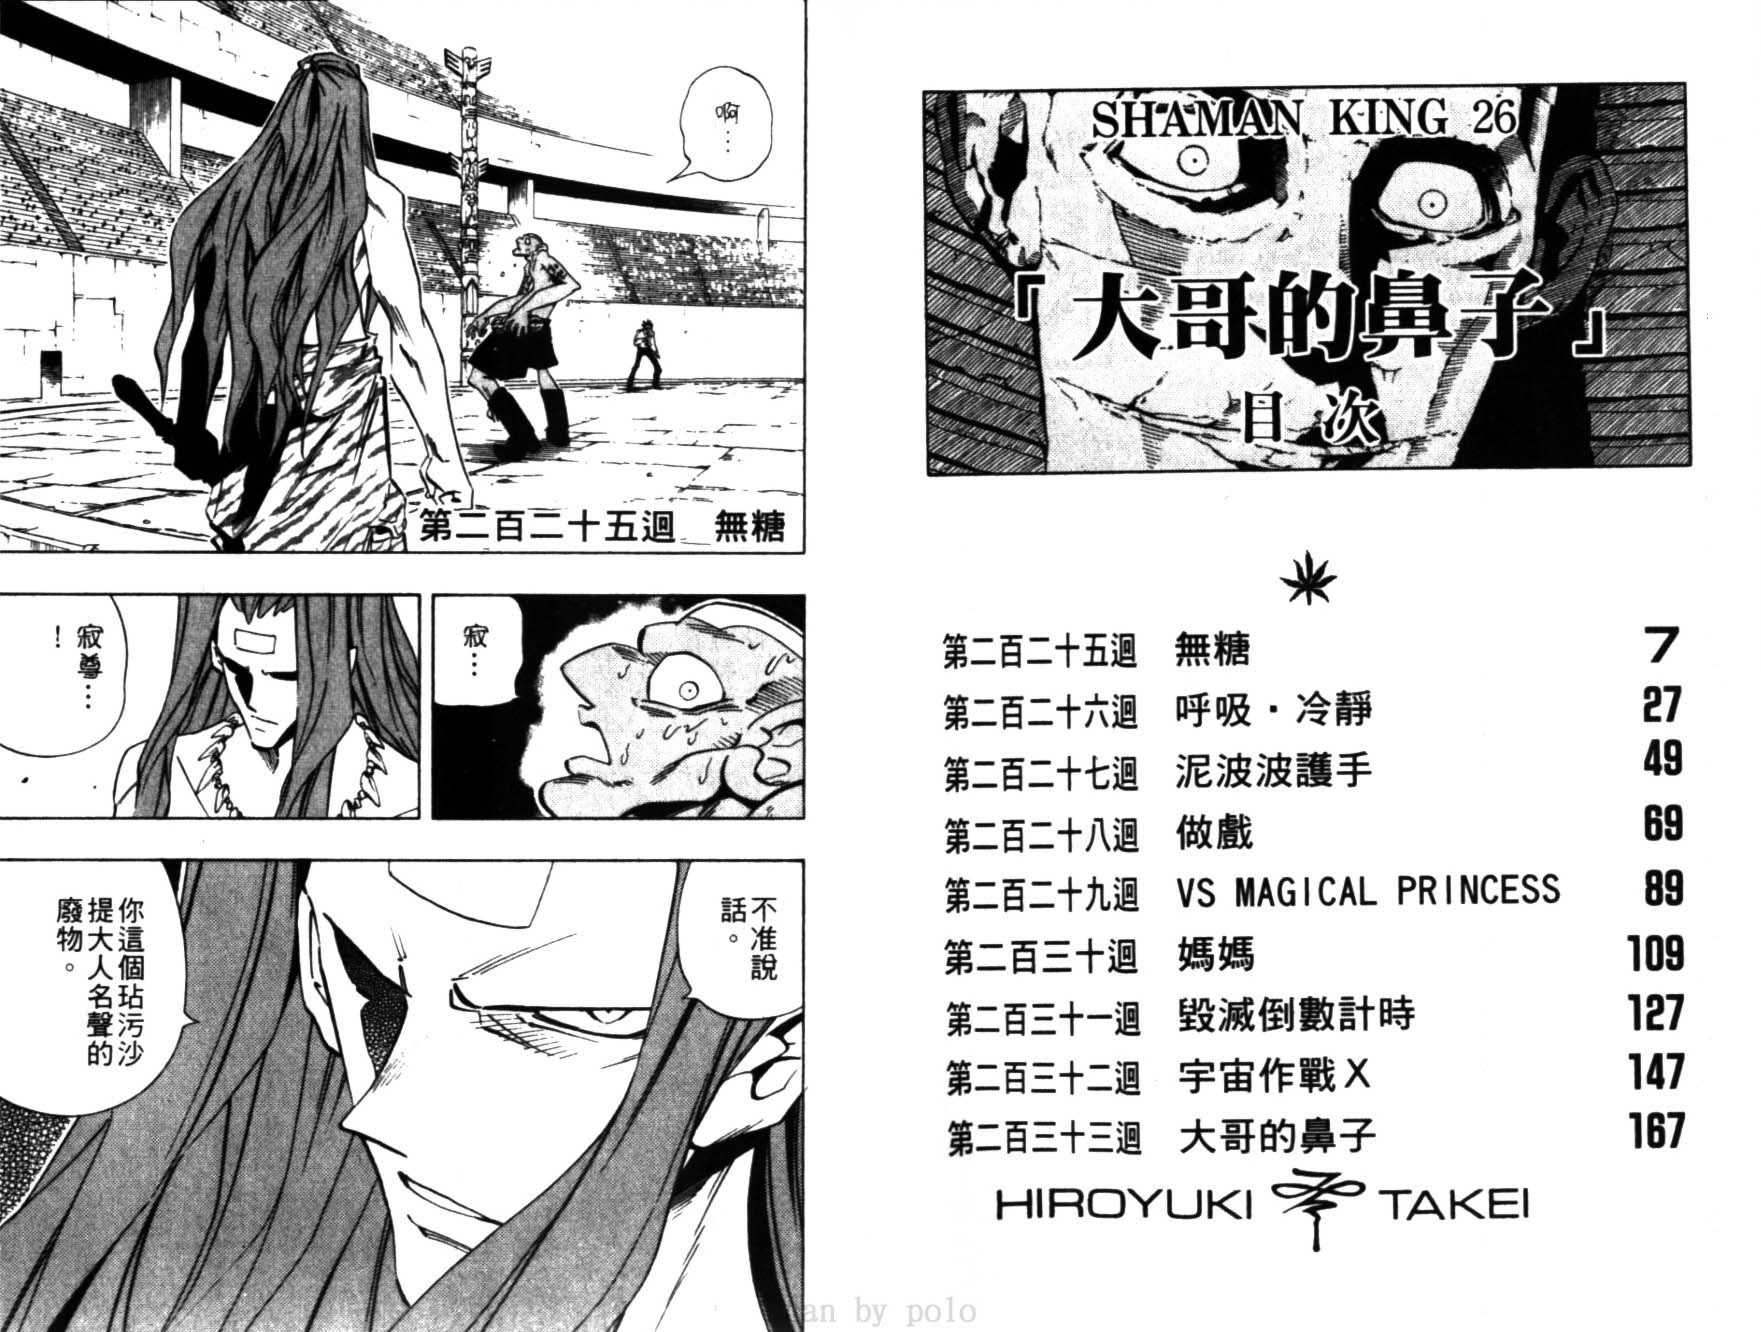 SHAMAN KING 26
「大哥的鼻子」
目次
第二百二十五迴 無糖 7
第二百二十六迴 呼吸・冷靜 27
第二百二十七迴 泥波波護手 49
第二百二十八迴 做戲 69
第二百二十九迴 VS MAGICAL PRINCESS 89
第二百三十迴 媽媽 109
第二百三十一迴 毀滅倒數計時 127
第二百三十二迴 宇宙作戰X 147
第二百三十三迴 大哥的鼻子 167
HIROYUKI TAKEI
啊…
第二百二十五迴 無糖
寂…
寂尊…
！
不准說
話。
你這個玷污沙
提大人名聲的
廢物。
an by polo